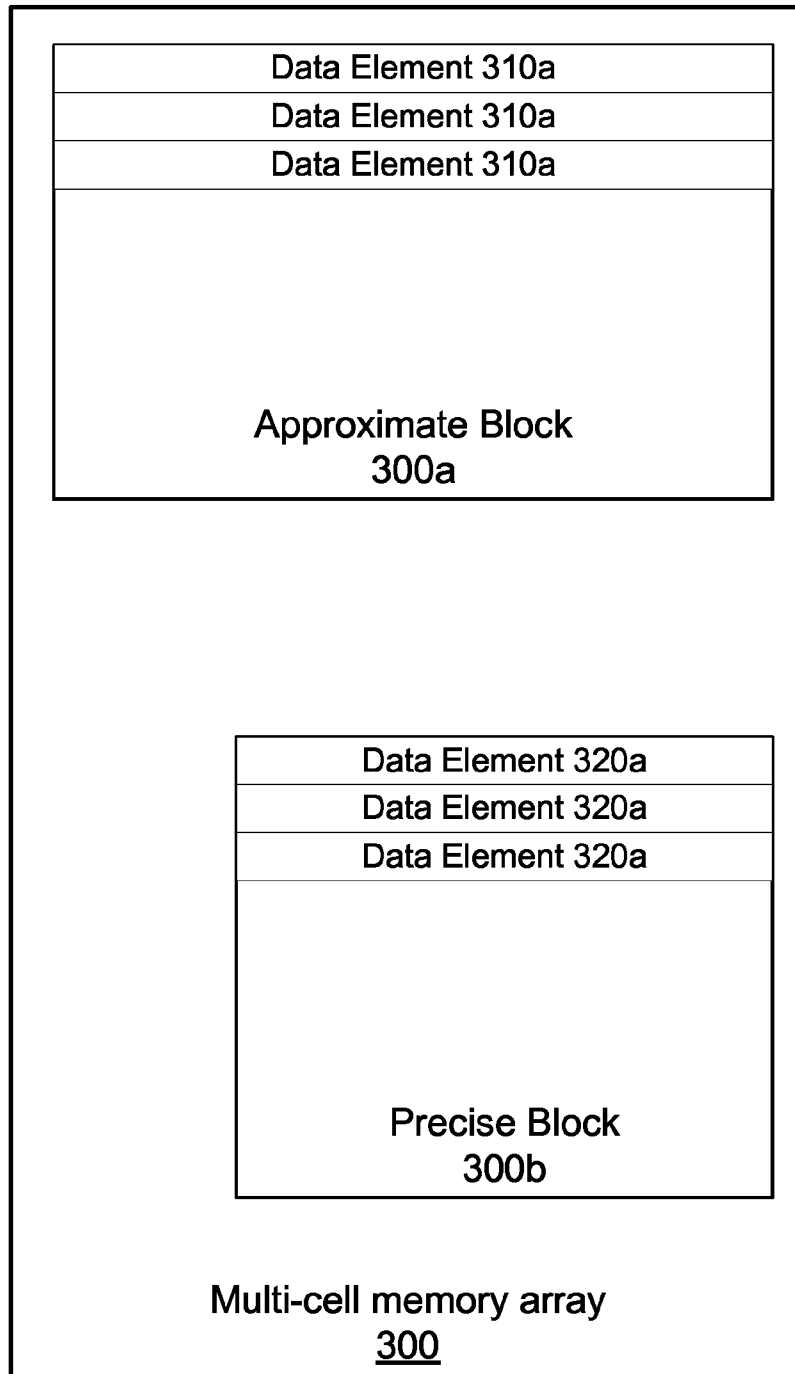 Data Element 310a
Data Element 310a
Data Element 310a
Approximate Block
300a
Data Element 320a
Data Element 320a
Data Element 320a
Precise Block
300b
Multi-cell memory array
300